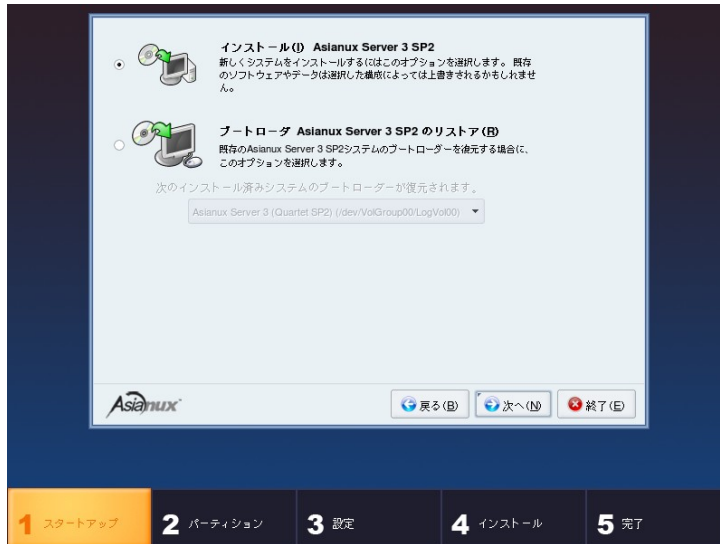 インストール(I) Asianux Server 3 SP2
新しくシステムをインストールするにはこのオプションを選択します。 既存
のソフトウェアやデータは選択した構成によっては上書きされるかもしれませ
ん。
ブートローダ Asianux Server 3 SP2 のリストア(R)
既存のAsianux Server 3 SP2システムのブートローダーを復元する場合に、
このオプションを選択します。
次のインストール済みシステムのブートローダーが復元されます。
Asianux Server 3 (Quartet SP2) (/dev/VolGroup00/LogVol00)
Asianux
戻る(B)
次へ(N)
終了(E)
1 スタートアップ
2 パーティション
3 設定
4 インストール
5 完了